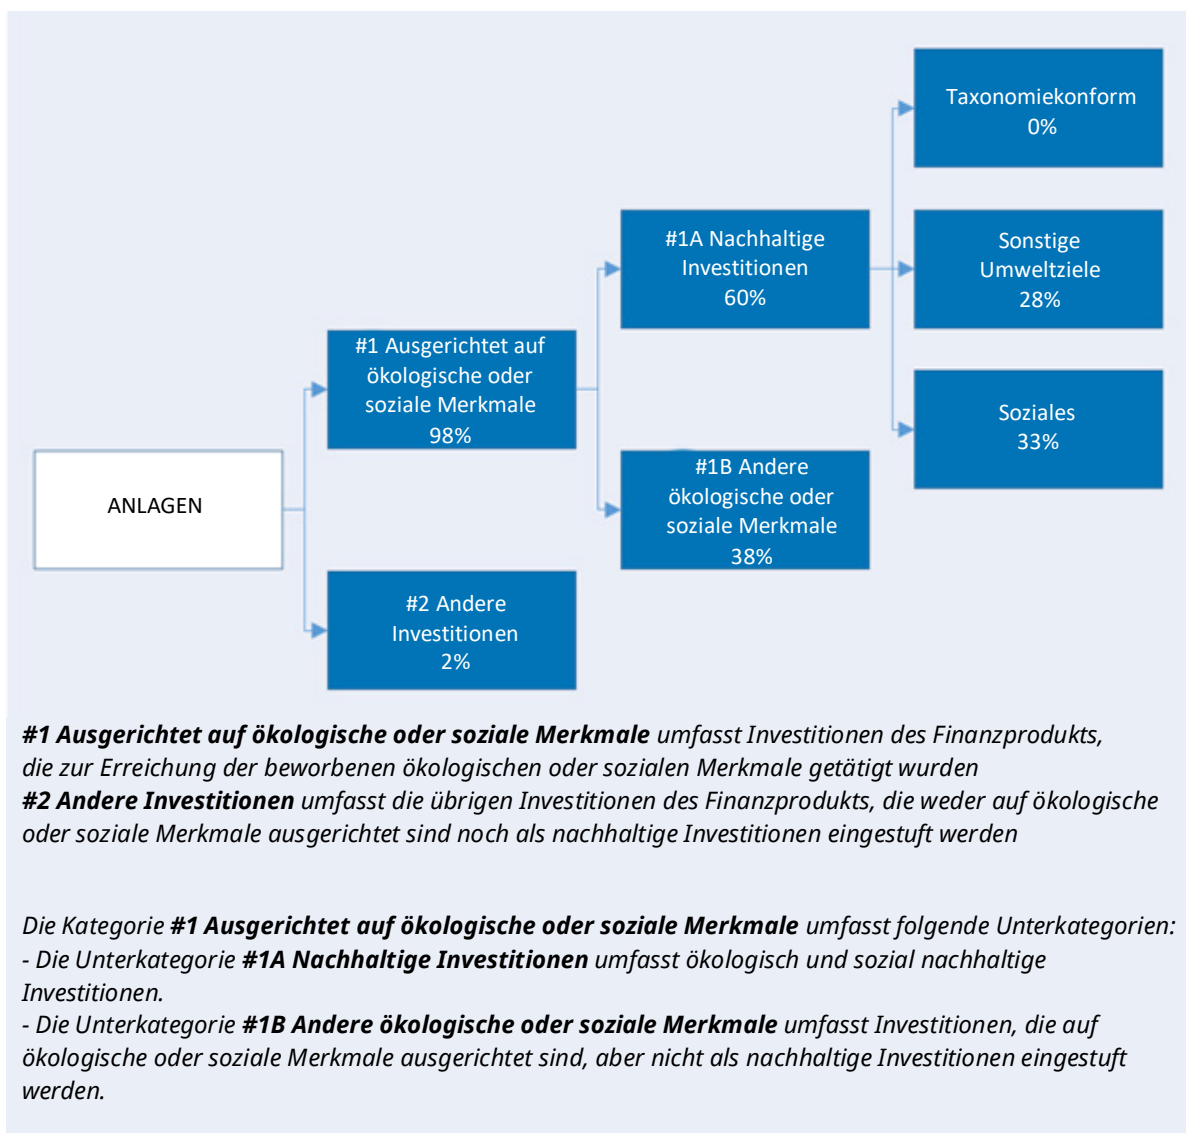 Taxonomiekonform
0%
#1A Nachhaltige
Investitionen
60%
Sonstige
Umweltziele
28%
#1 Ausgerichtet auf
ökologische oder
soziale Merkmale
98%
Soziales
33%
ANLAGEN
#1B Andere
ökologische oder
soziale Merkmale
38%
#2 Andere
Investitionen
2%
#1 Ausgerichtet auf ökologische oder soziale Merkmale umfasst Investitionen des Finanzprodukts,
die zur Erreichung der beworbenen ökologischen oder sozialen Merkmale getätigt wurden
#2 Andere Investitionen umfasst die übrigen Investitionen des Finanzprodukts, die weder auf ökologische
oder soziale Merkmale ausgerichtet sind noch als nachhaltige Investitionen eingestuft werden
Die Kategorie #1 Ausgerichtet auf ökologische oder soziale Merkmale umfasst folgende Unterkategorien:
- Die Unterkategorie #1A Nachhaltige Investitionen umfasst ökologisch und sozial nachhaltige
Investitionen.
- Die Unterkategorie #1B Andere ökologische oder soziale Merkmale umfasst Investitionen, die auf
ökologische oder soziale Merkmale ausgerichtet sind, aber nicht als nachhaltige Investitionen eingestuft
werden.